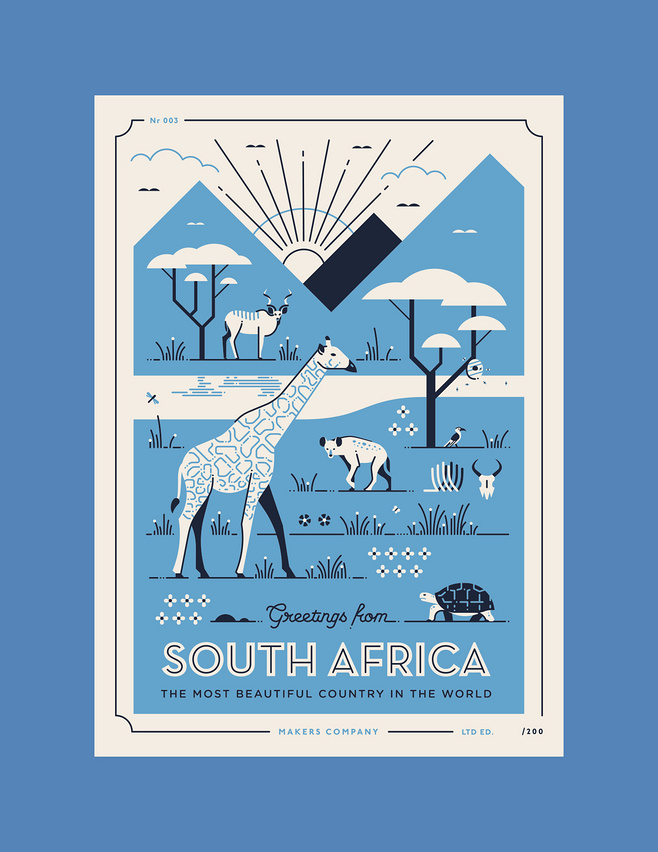 Nr 003
Greetings from
SOUTH AFRICA
THE MOST BEAUTIFUL COUNTRY IN THE WORLD
MAKERS COMPANY LTD ED. /200